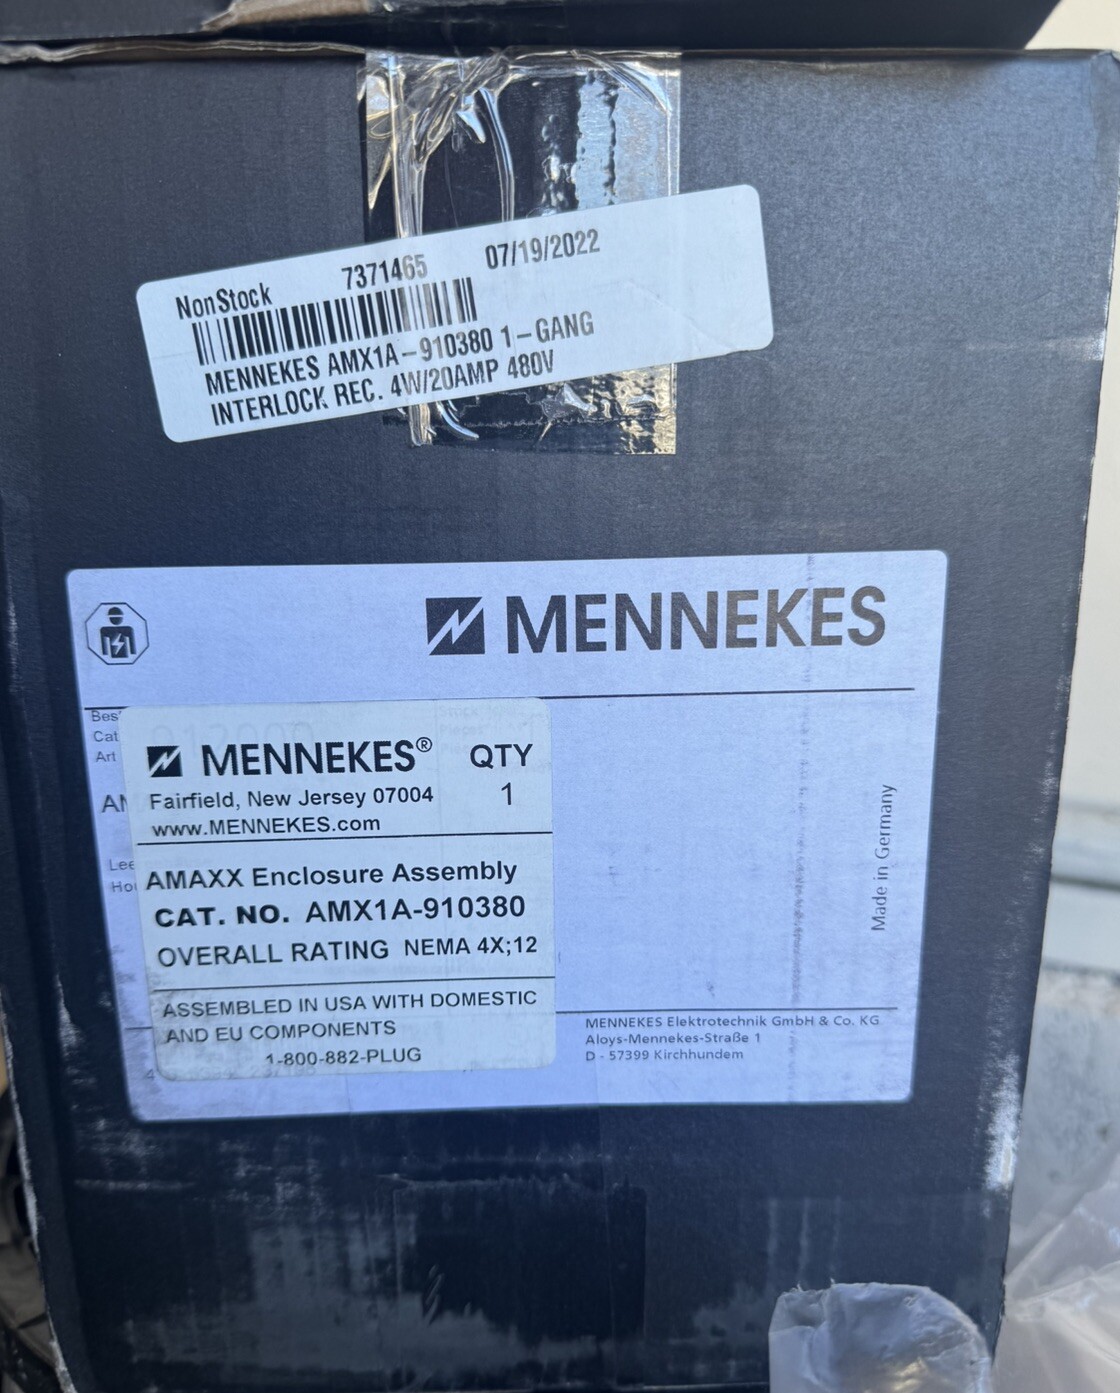 NonStock 7371465 07/19/2022
MENNEKES AMX1A-910380 1-GANG
INTERLOCK REC. 4W/20AMP 480V
MENNEKES
Bes
Cat
Art
MENNEKES® QTY
Fairfield, New Jersey 07004 1
www.MENNEKES.com
AMAXX Enclosure Assembly
CAT. NO. AMX1A-910380
OVERALL RATING NEMA 4X;12
ASSEMBLED IN USA WITH DOMESTIC
AND EU COMPONENTS
1-800-882-PLUG
Made in Germany
MENNEKES Elektrotechnik GmbH & Co. KG
Aloys-Mennekes-Straße 1
D - 57399 Kirchhundem